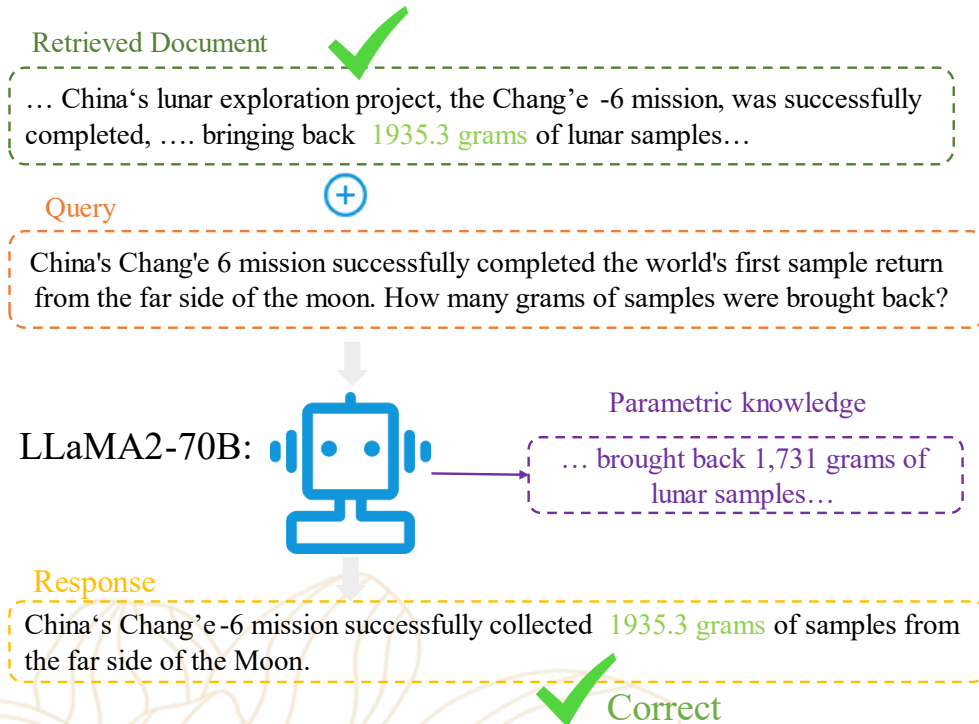 Retrieved Document
… China‘s lunar exploration project, the Chang’e -6 mission, was successfully
completed, …. bringing back 1935.3 grams of lunar samples…
Query
China's Chang'e 6 mission successfully completed the world's first sample return
from the far side of the moon. How many grams of samples were brought back?
Parametric knowledge
LLaMA2-70B:
… brought back 1,731 grams of
lunar samples…
Response
China‘s Chang’e -6 mission successfully collected 1935.3 grams of samples from
the far side of the Moon.
Correct